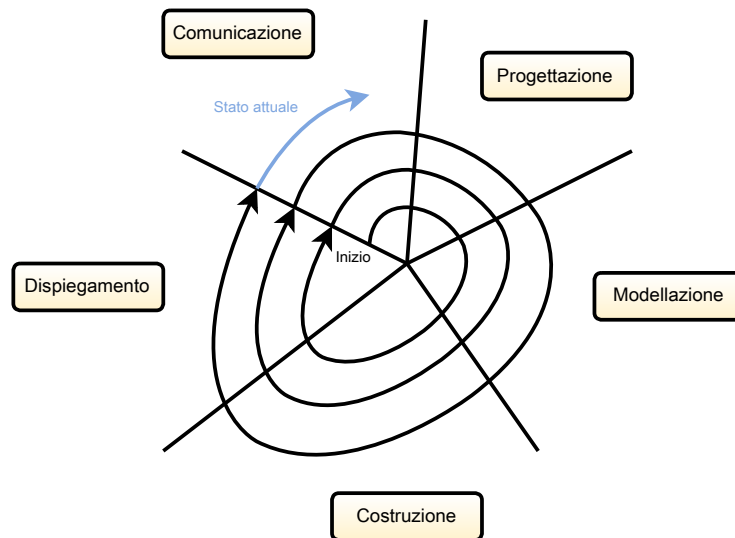 Comunicazione
Progettazione
Stato attuale
Inizio
Dispiegamento
Modellazione
Costruzione